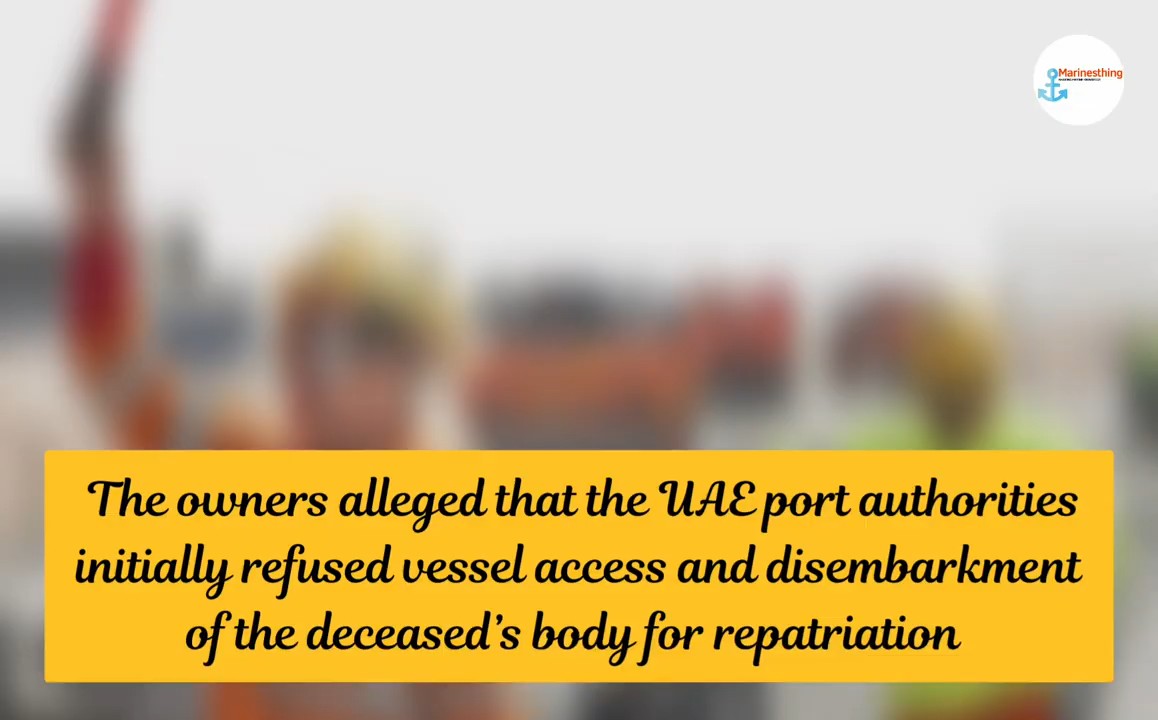 Marinesthing
The owners alleged that the UAE port authorities
initially refused vessel access and disembarkment
of the deceased's body for repatriation